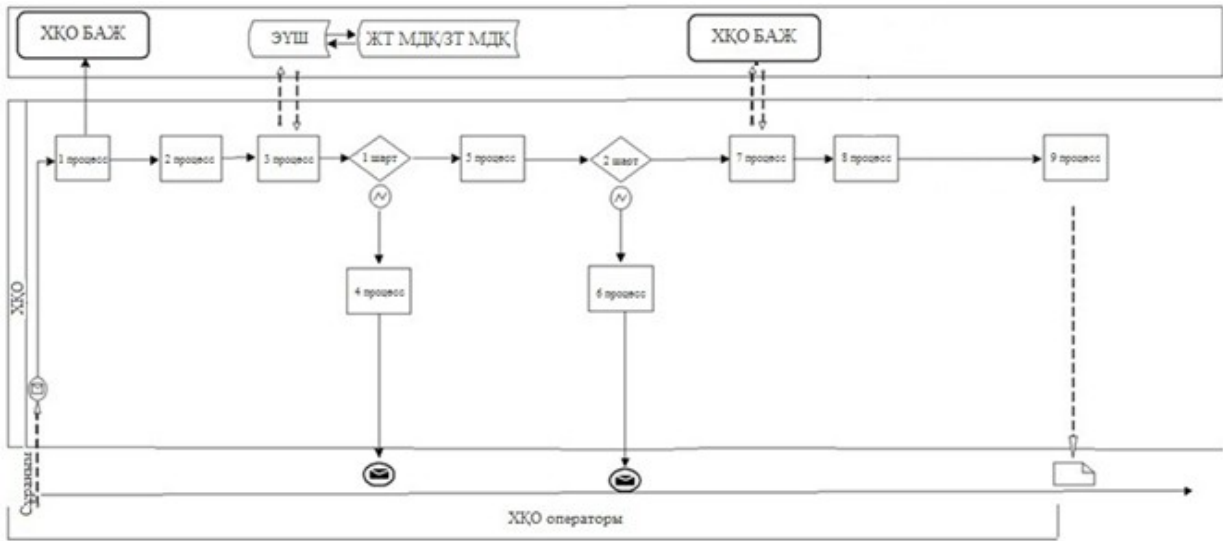 ХҚО БАЖ
ЭҮШ
ЖТ МДҚ/ЗТ МДҚ
ХҚО БАЖ
1 процесс
2 процесс
3 процесс
1 шарт
5 процесс
2 шарт
7 процесс
8 процесс
9 процесс
4 процесс
6 процесс
ХҚО
ХҚО операторы